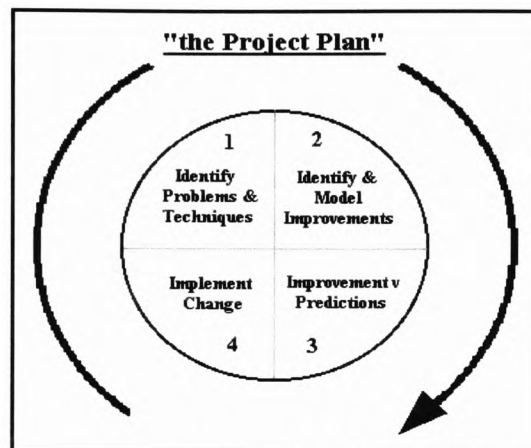 "the Project Plan"
1
Identify
Problems &
Techniques
2
Identify &
Model
Improvements
Improvement v
Predictions
3
Implement
Change
4